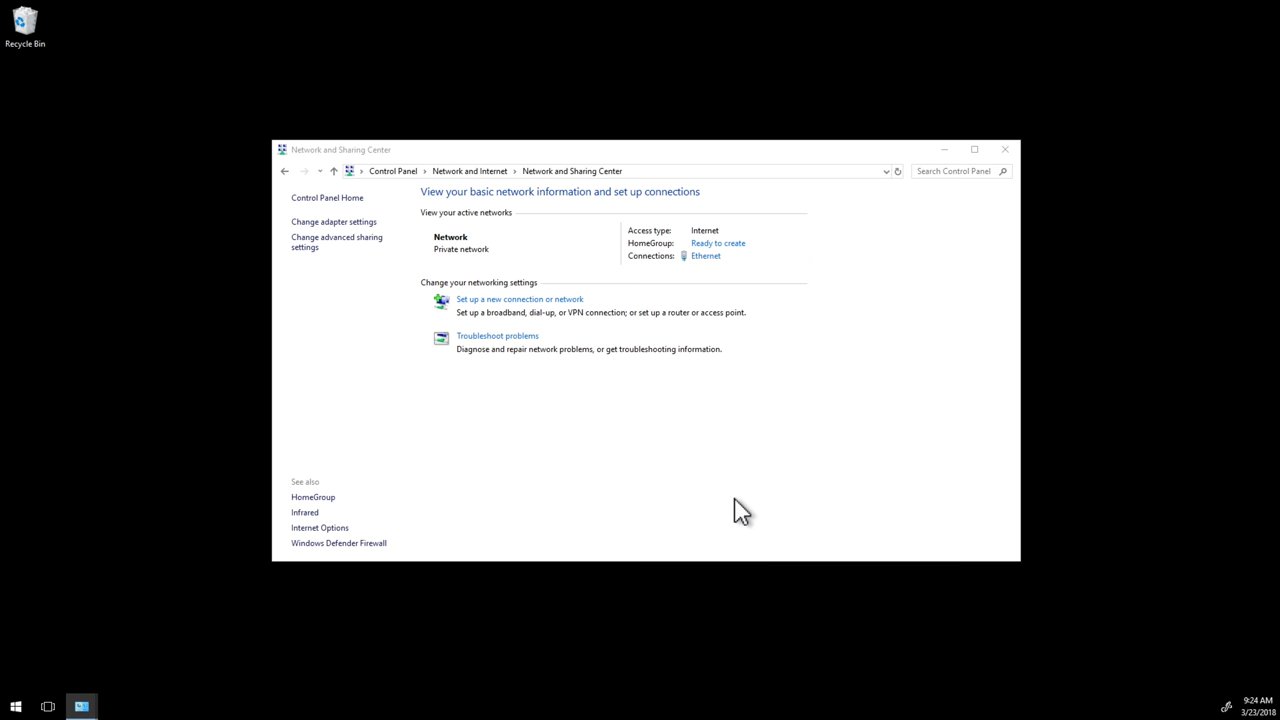 Recycle Bin
Network and Sharing Center
Control Panel Network and Internet Network and Sharing Center Search Control Panel
Control Panel Home
Change adapter settings
Change advanced sharing
settings
View your basic network information and set up connections
View your active networks
Network
Private network
Access type: Internet
HomeGroup: Ready to create
Connections: Ethernet
Change your networking settings
Set up a new connection or network
Set up a broadband, dial-up, or VPN connection; or set up a router or access point.
Troubleshoot problems
Diagnose and repair network problems, or get troubleshooting information.
See also
HomeGroup
Infrared
Internet Options
Windows Defender Firewall
9:24 AM
3/23/2018